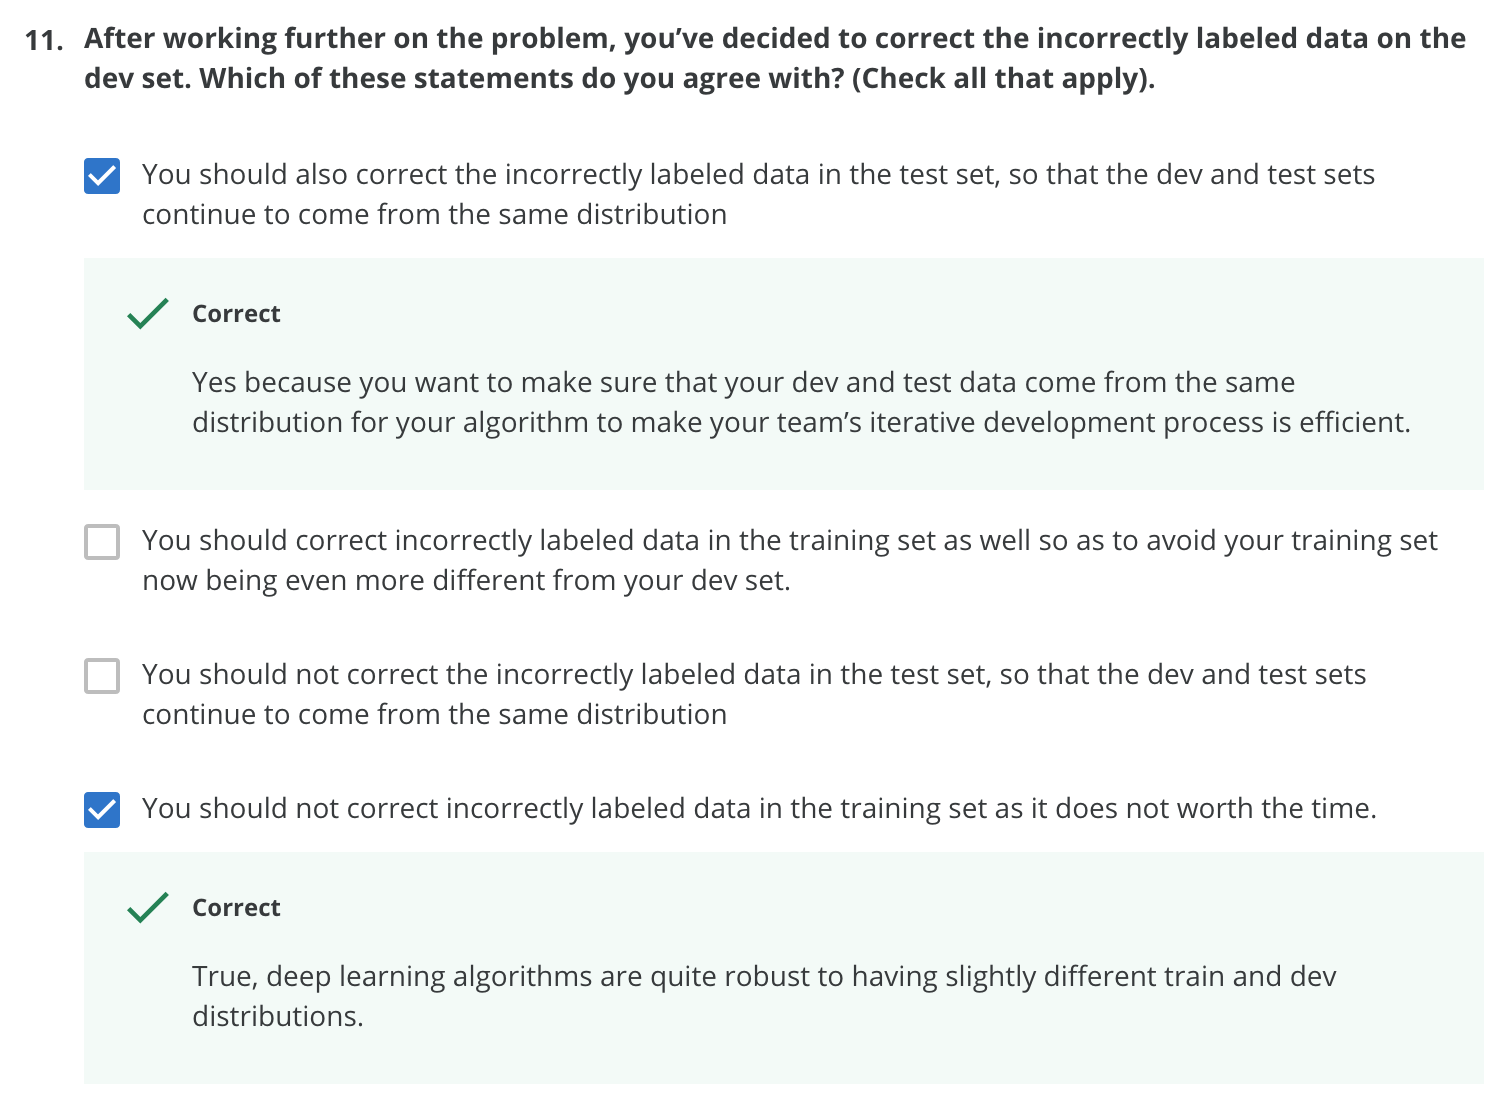 11. After working further on the problem, you’ve decided to correct the incorrectly labeled data on the
dev set. Which of these statements do you agree with? (Check all that apply).
You should also correct the incorrectly labeled data in the test set, so that the dev and test sets
continue to come from the same distribution
Correct
Yes because you want to make sure that your dev and test data come from the same
distribution for your algorithm to make your team’s iterative development process is efficient.
You should correct incorrectly labeled data in the training set as well so as to avoid your training set
now being even more different from your dev set.
You should not correct the incorrectly labeled data in the test set, so that the dev and test sets
continue to come from the same distribution
You should not correct incorrectly labeled data in the training set as it does not worth the time.
Correct
True, deep learning algorithms are quite robust to having slightly different train and dev
distributions.